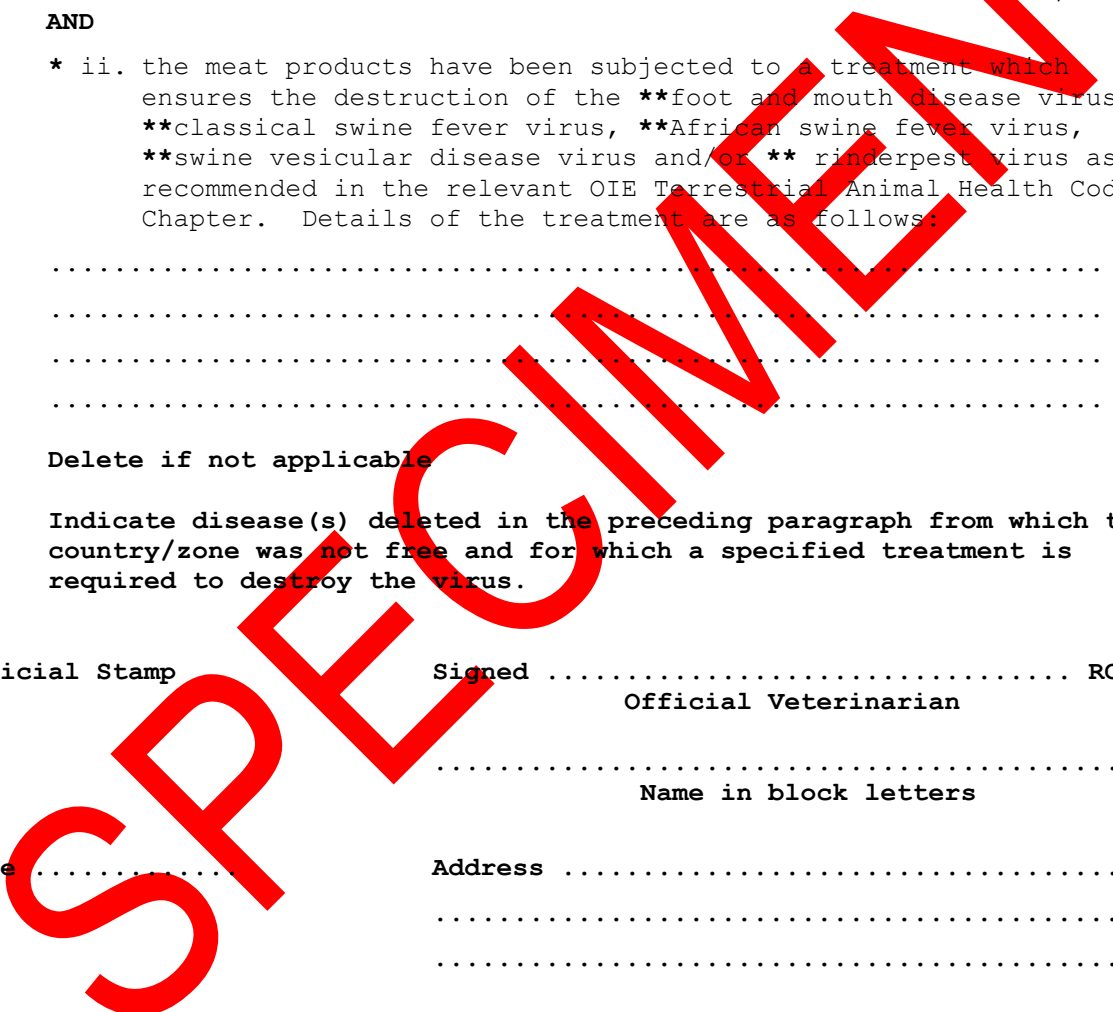 AND
* ii. the meat products have been subjected to a treatment which
ensures the destruction of the **foot and mouth disease virus
**classical swine fever virus, **African swine fever virus,
**swine vesicular disease virus and/or ** rinderpest virus as
recommended in the relevant OIE Terrestrial Animal Health Cod
Chapter. Details of the treatment are as follows:
..................................................................
..................................................................
..................................................................
..................................................................
Delete if not applicable
Indicate disease(s) deleted in the preceding paragraph from which t
country/zone was not free and for which a specified treatment is
required to destroy the virus.
icial Stamp Signed ................................. RC
Official Veterinarian
...........................................
Name in block letters
e ............. Address ...................................
...........................................
...........................................
SPECIMEN